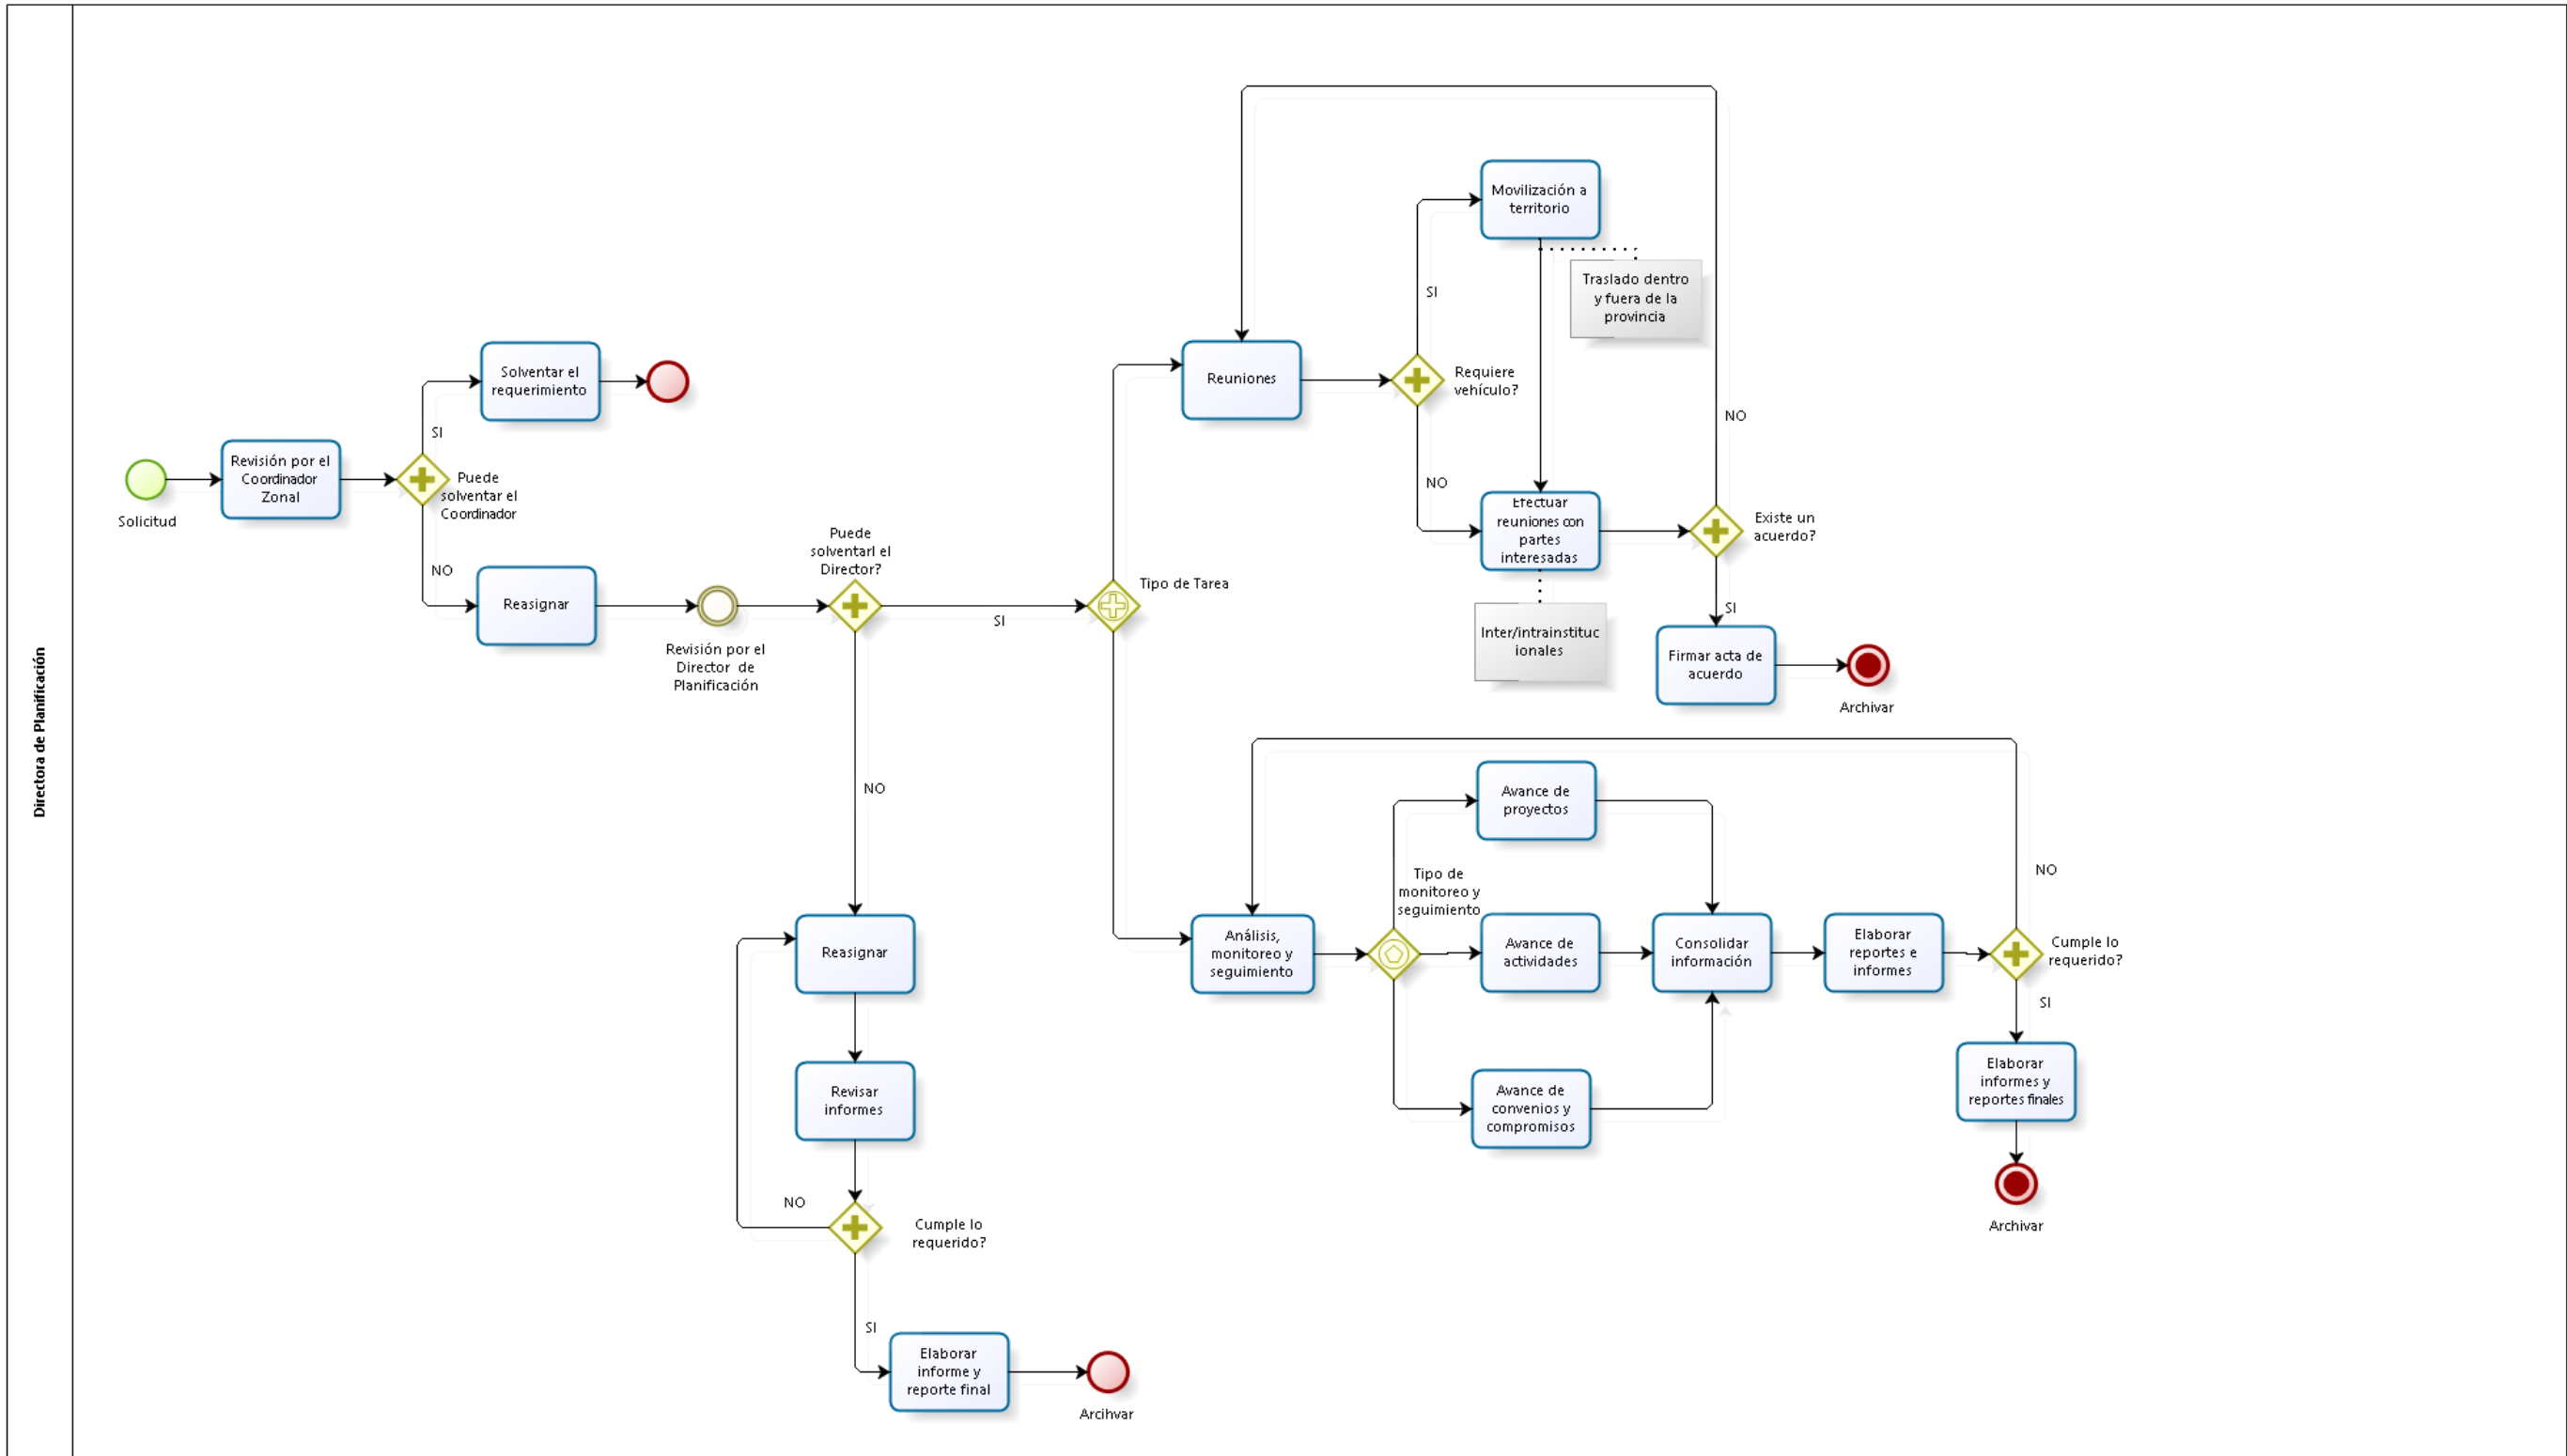 Directora de Planificación
Solicitud
Revisión por el
Coordinador
Zonal
Puede
solventar el
Coordinador
SI
Solventar el
requerimiento
NO
Reasignar
Revisión por el
Director de
Planificación
Puede
solventarl el
Director?
SI
Tipo de Tarea
Reuniones
Requiere
vehículo?
SI
Movilización a
territorio
Traslado dentro
y fuera de la
provincia
NO
Efectuar
reuniones con
partes
interesadas
Inter/intrainstituc
ionales
Existe un
acuerdo?
NO
SI
Firmar acta de
acuerdo
Archivar
NO
Reasignar
Revisar
informes
NO
Cumple lo
requerido?
SI
Elaborar
informe y
reporte final
Arcihvar
Análisis,
monitoreo y
seguimiento
Tipo de
monitoreo y
seguimiento
Avance de
proyectos
Avance de
actividades
Avance de
convenios y
compromisos
Consolidar
información
Elaborar
reportes e
informes
Cumple lo
requerido?
NO
SI
Elaborar
informes y
reportes finales
Archivar